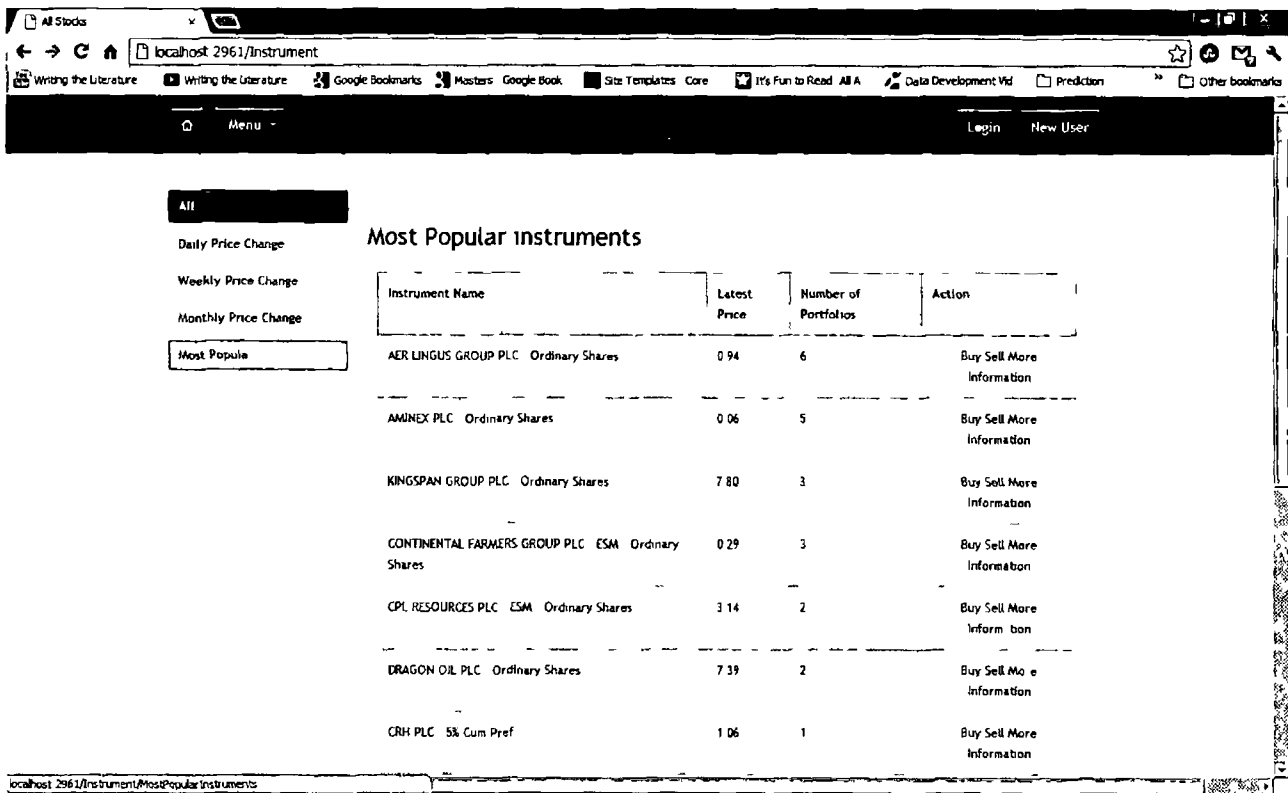 All Stocks
localhost 2961/Instrument
Writing the Literature Writing the Literature Google Bookmarks Masters Google Book Site Templates Core It's Fun to Read All A Data Development Vid Prediction » Other bookmarks
Menu Login New User
All
Daily Price Change
Weekly Price Change
Monthly Price Change
Most Popula
Most Popular Instruments
Instrument Name Latest Price Number of Portfolios Action
AER LINGUS GROUP PLC Ordinary Shares 0 94 6 Buy Sell More
Information
AMINEX PLC Ordinary Shares 0 06 5 Buy Sell More
Information
KINGSPAN GROUP PLC Ordinary Shares 7 80 3 Buy Sell More
Information
CONTINENTAL FARMERS GROUP PLC ESM Ordinary 0 29 3 Buy Sell More
Shares Information
CPL RESOURCES PLC ESM Ordinary Shares 3 14 2 Buy Sell More
Inform tion
DRAGON OIL PLC Ordinary Shares 7 39 2 Buy Sell Mo e
Information
CRH PLC 5% Cum Pref 1 06 1 Buy Sell More
Information
localhost 2961/Instrument/MostPopularInstruments